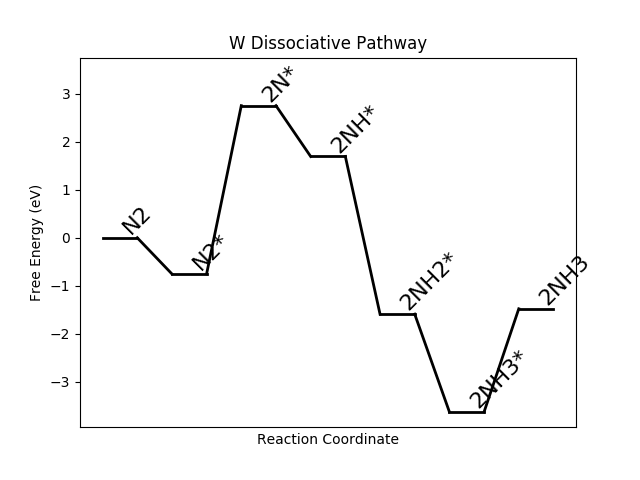 W Dissociative Pathway
Free Energy (eV)
3
2
1
0
−1
−2
−3
N2
N2*
2N*
2NH*
2NH2*
2NH3*
2NH3
Reaction Coordinate